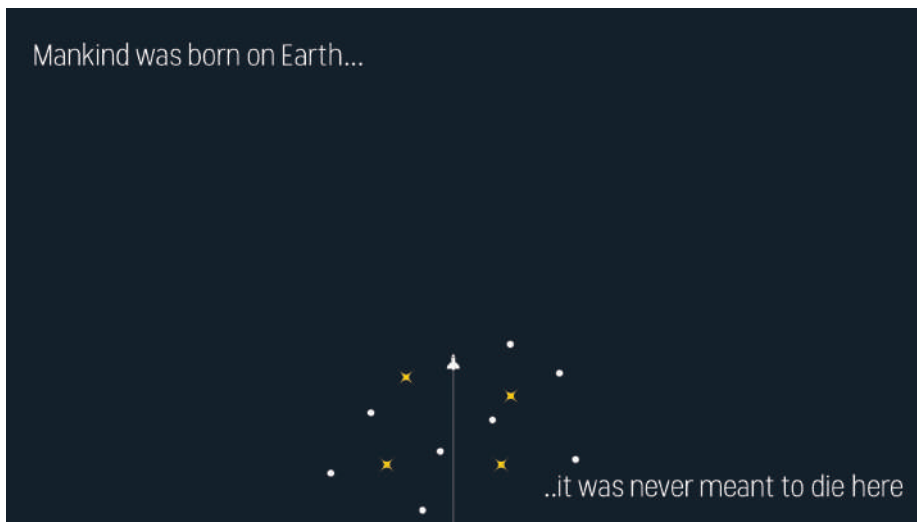 Mankind was born on Earth...
..it was never meant to die here